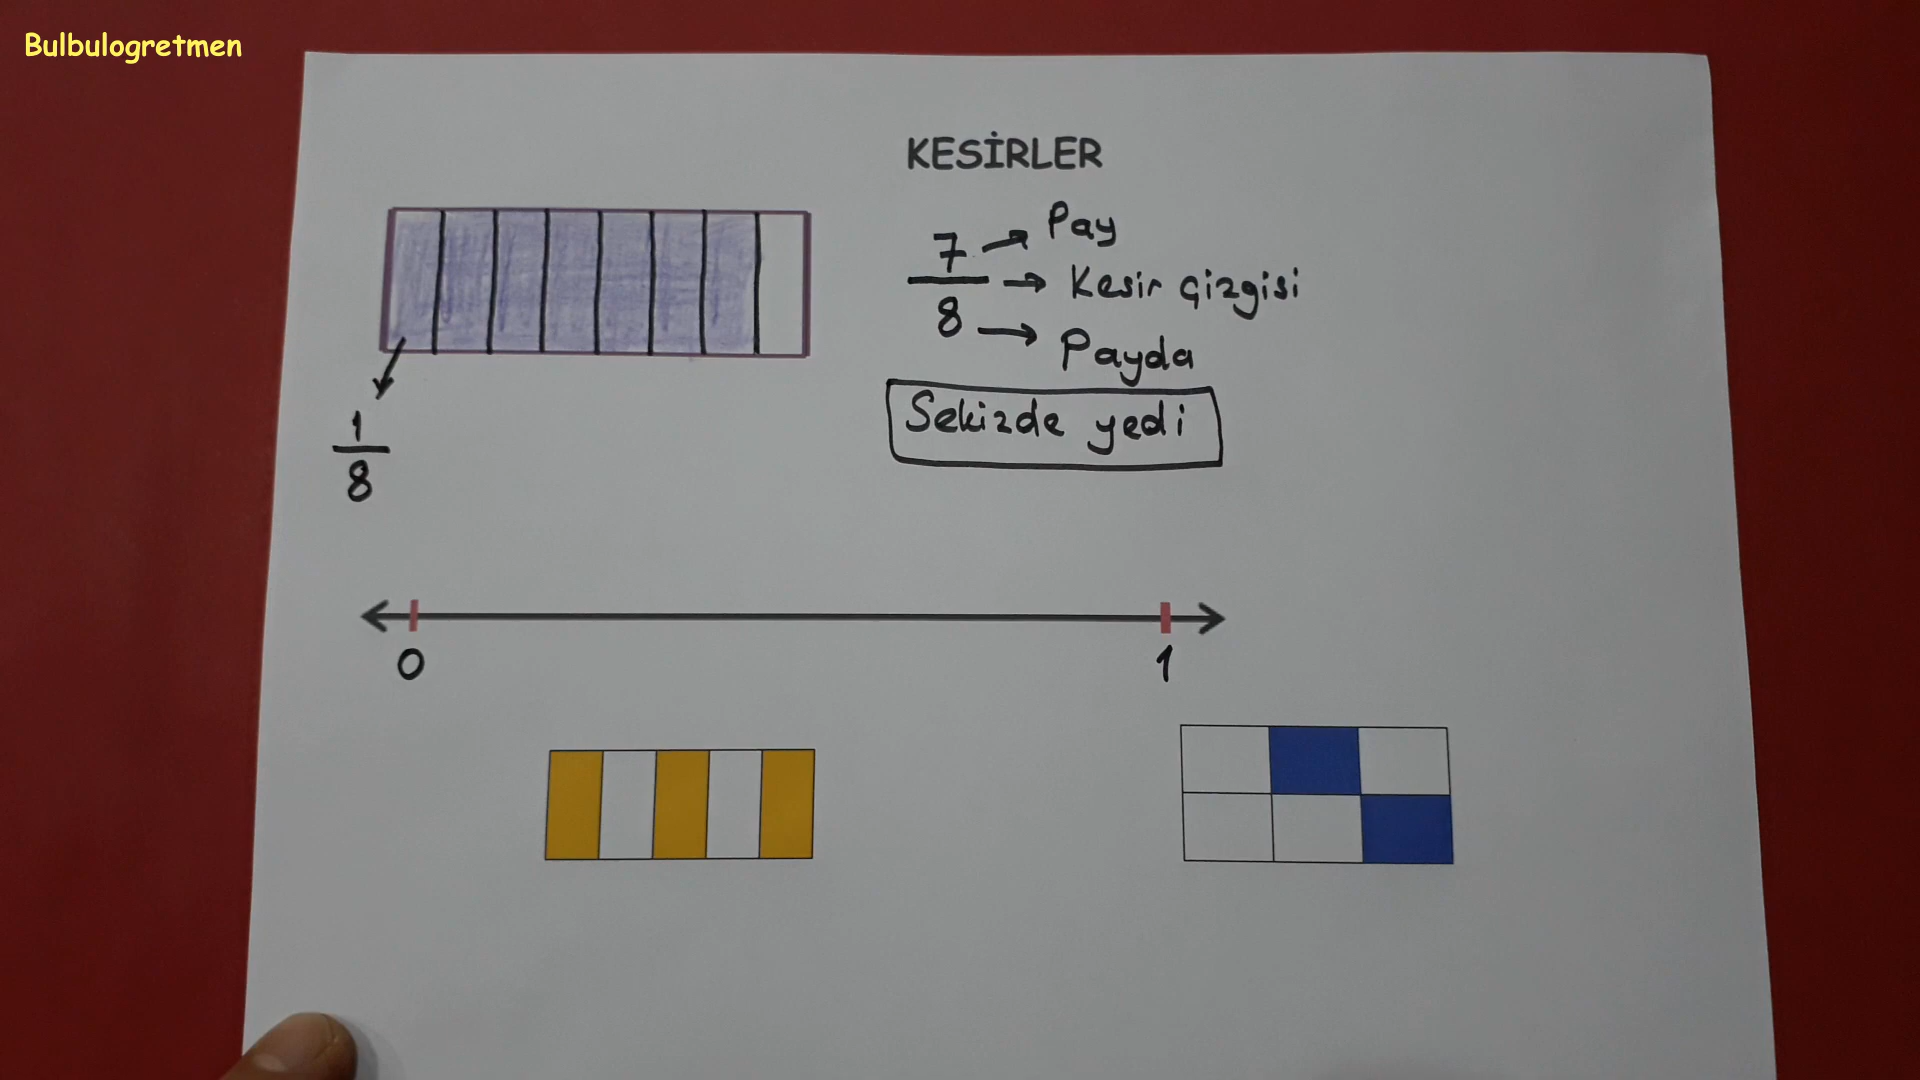 Bulbulogretmen
KESİRLER
7 → Pay
→ Kesir çizgisi
8 → Payda
Sekizde yedi
1
8
0 1